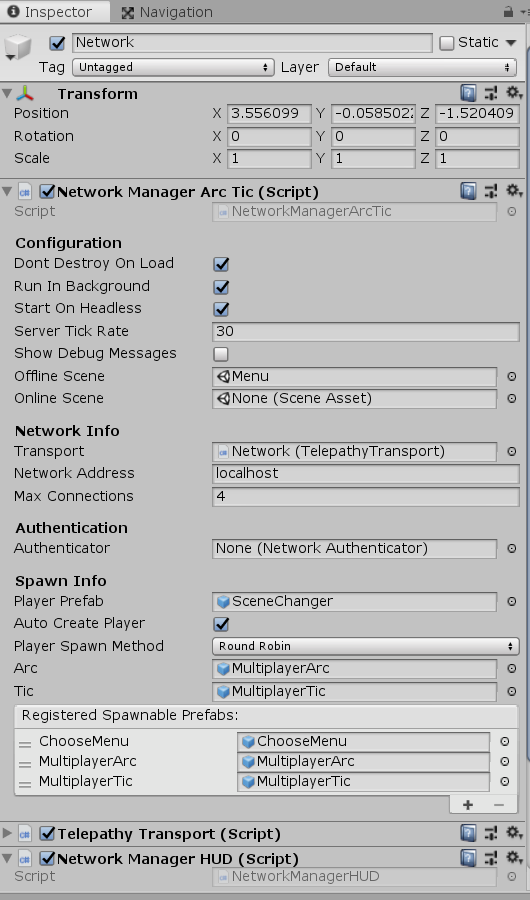 Inspector Navigation
Network Static
Tag Untagged Layer Default
Transform
Position X 3.556099 Y -0.058502 Z -1.520409
Rotation X 0 Y 0 Z 0
Scale X 1 Y 1 Z 1
Network Manager Arc Tic (Script)
Script NetworkManagerArcTic
Configuration
Dont Destroy On Load
Run In Background
Start On Headless
Server Tick Rate 30
Show Debug Messages
Offline Scene Menu
Online Scene None (Scene Asset)
Network Info
Transport Network (TelepathyTransport)
Network Address localhost
Max Connections 4
Authentication
Authenticator None (Network Authenticator)
Spawn Info
Player Prefab SceneChanger
Auto Create Player
Player Spawn Method Round Robin
Arc MultiplayerArc
Tic MultiplayerTic
Registered Spawnable Prefabs:
ChooseMenu ChooseMenu
MultiplayerArc MultiplayerArc
MultiplayerTic MultiplayerTic
+ −
Telepathy Transport (Script)
Network Manager HUD (Script)
Script NetworkManagerHUD